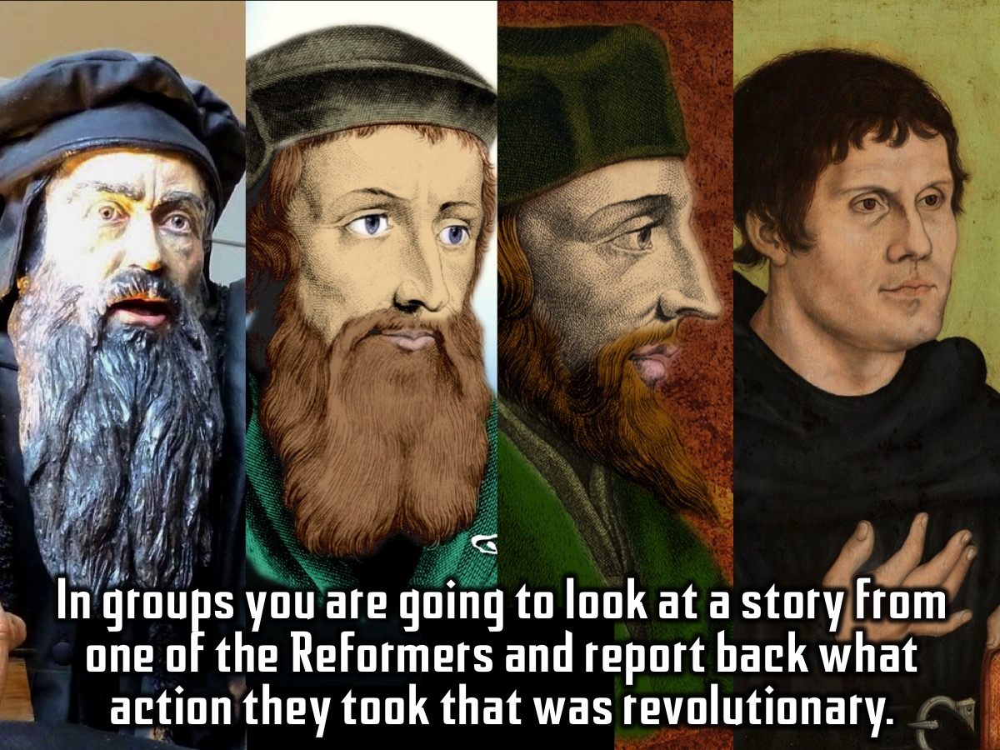 In groups you are going to look at a story from
one of the Reformers and report back what
action they took that was revolutionary.